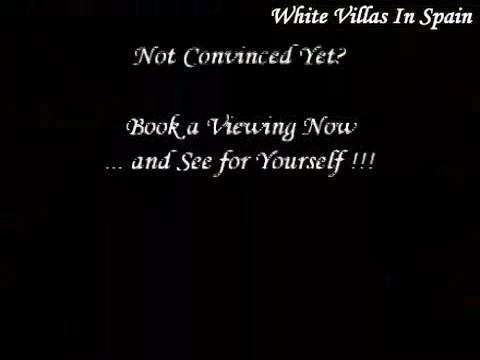 White Villas In Spain
Not Convinced Yet?
Book a Viewing Now
... and See for Yourself !!!